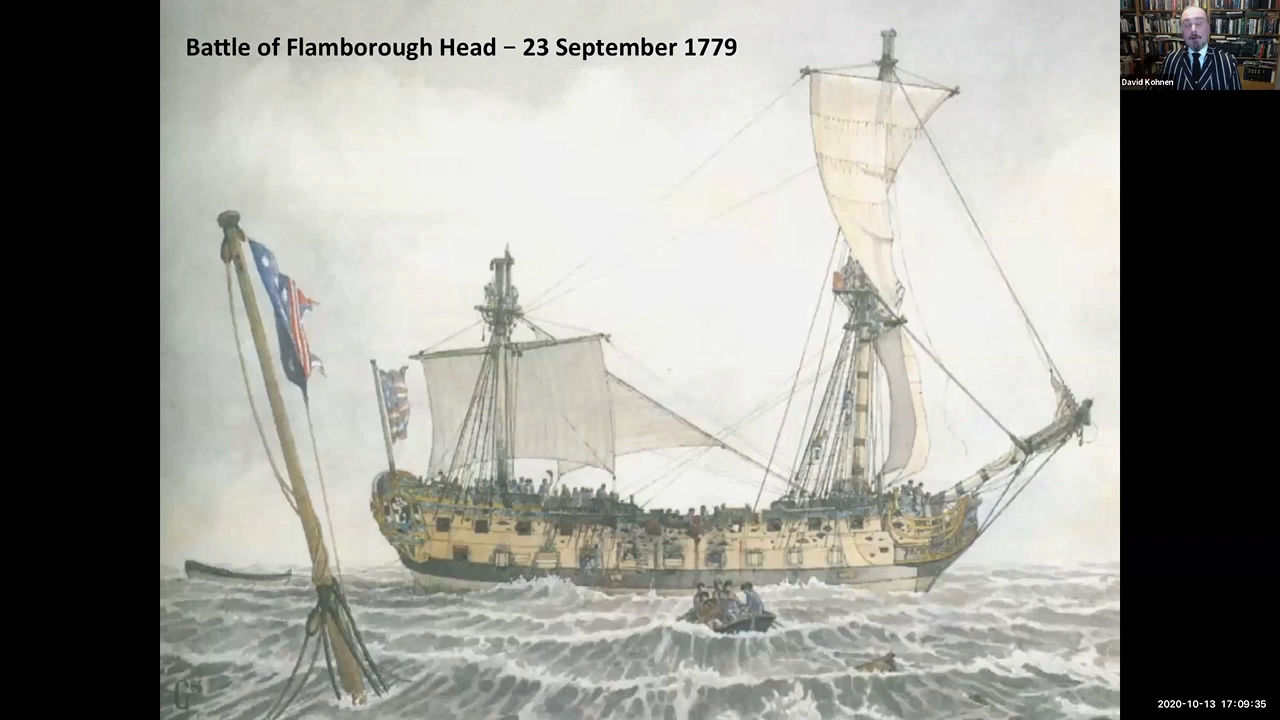 Battle of Flamborough Head – 23 September 1779
David Kohnen
2020-10-13 17:09:35